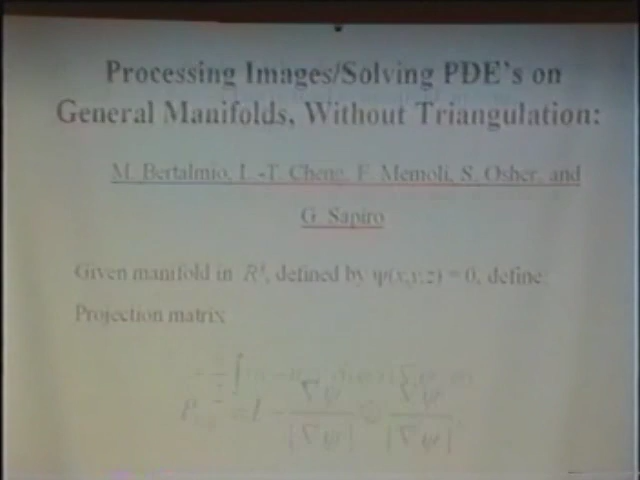 Processing Images/Solving PDE's on
General Manifolds, Without Triangulation:
M. Bertalmio, L.-T. Cheng, F. Memoli, S. Osher, and
G. Sapiro
Given manifold in R³, defined by ψ(x,y,z) = 0, define:
Projection matrix
= I - ∇ψ/|∇ψ| ⊗ ∇ψ/|∇ψ|